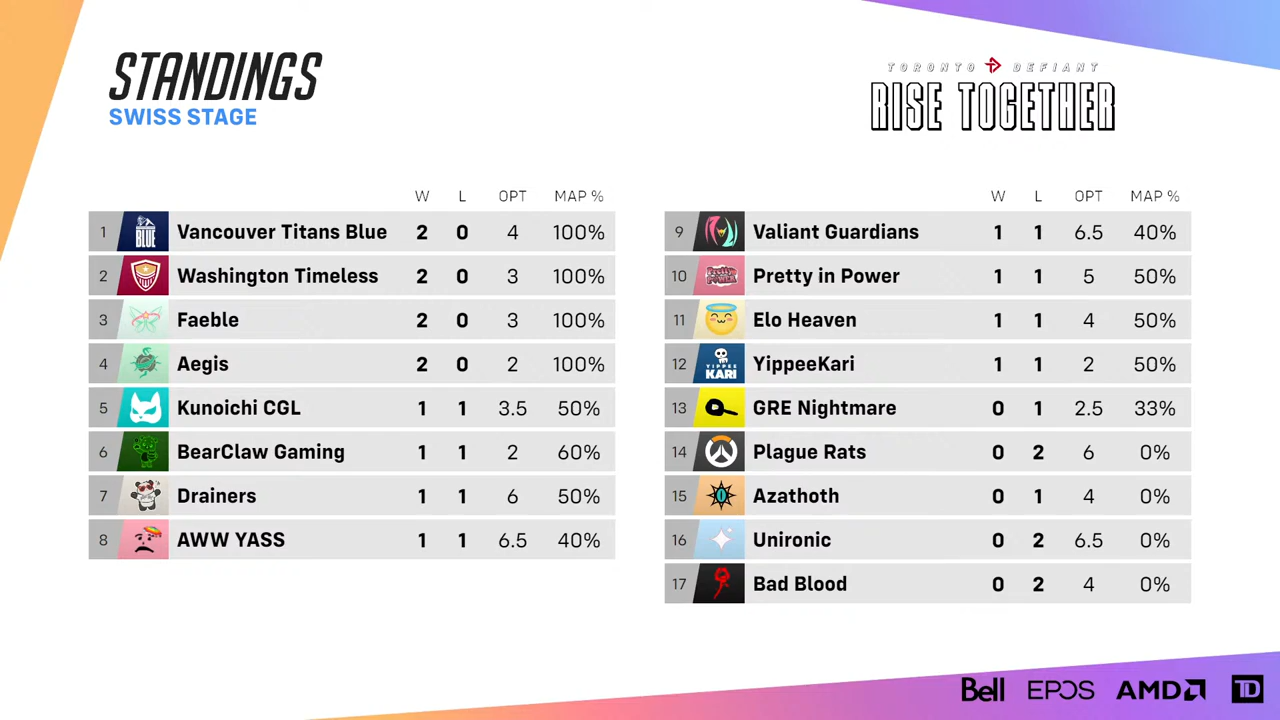 STANDINGS
SWISS STAGE
TORONTO DEFIANT
RISE TOGETHER
W L OPT MAP %
1 BLUE Vancouver Titans Blue 2 0 4 100%
2 Washington Timeless 2 0 3 100%
3 Faeble 2 0 3 100%
4 Aegis 2 0 2 100%
5 Kunoichi CGL 1 1 3.5 50%
6 BearClaw Gaming 1 1 2 60%
7 Drainers 1 1 6 50%
8 AWW YASS 1 1 6.5 40%
W L OPT MAP %
9 Valiant Guardians 1 1 6.5 40%
10 Pretty in Power Pretty in Power 1 1 5 50%
11 Elo Heaven 1 1 4 50%
12 YIPPEE KARI YippeeKari 1 1 2 50%
13 GRE Nightmare 0 1 2.5 33%
14 Plague Rats 0 2 6 0%
15 Azathoth 0 1 4 0%
16 Unironic 0 2 6.5 0%
17 Bad Blood 0 2 4 0%
Bell EPOS AMD TD